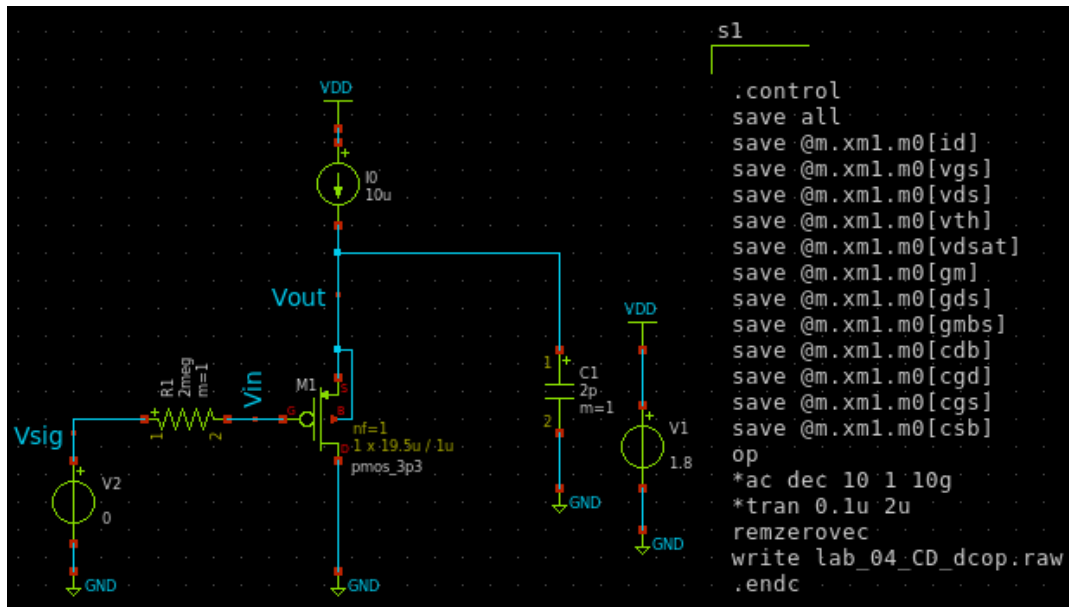 s1
.control
save all
save @m.xm1.m0[id]
save @m.xm1.m0[vgs]
save @m.xm1.m0[vds]
save @m.xm1.m0[vth]
save @m.xm1.m0[vdsat]
save @m.xm1.m0[gm]
save @m.xm1.m0[gds]
save @m.xm1.m0[gmbs]
save @m.xm1.m0[cdb]
save @m.xm1.m0[cgd]
save @m.xm1.m0[cgs]
save @m.xm1.m0[csb]
op
*ac dec 10 1 10g
*tran 0.1u 2u
remzerovec
write lab_04_CD_dcop.raw
.endc
VDD
+
I0
10u
Vout
Vsig
+
R1
2meg
m=1
1
2
Vin
M1
G
S
B
D
nf=1
1 x 19.5u / 1u
pmos_3p3
+
V2
0
GND
GND
1
+
C1
2p
m=1
2
GND
VDD
+
V1
1.8
GND